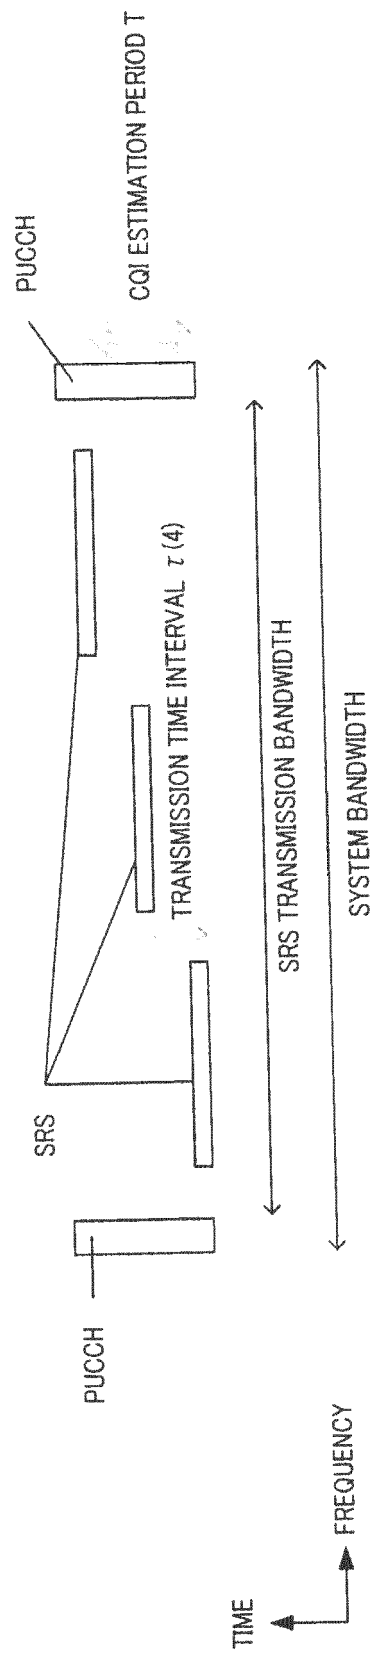 PUCCH
SRS
PUCCH
CQI ESTIMATION PERIOD T
TRANSMISSION TIME INTERVAL τ (4)
SRS TRANSMISSION BANDWIDTH
SYSTEM BANDWIDTH
TIME
FREQUENCY